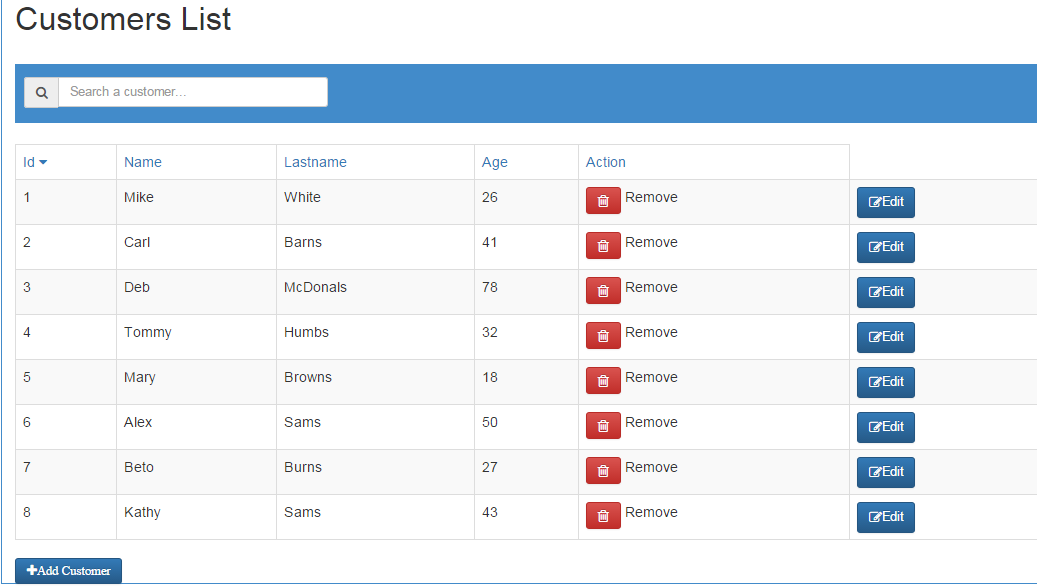 Customers List
Search a customer...
Id Name Lastname Age Action
1 Mike White 26 Remove Edit
2 Carl Barns 41 Remove Edit
3 Deb McDonals 78 Remove Edit
4 Tommy Humbs 32 Remove Edit
5 Mary Browns 18 Remove Edit
6 Alex Sams 50 Remove Edit
7 Beto Burns 27 Remove Edit
8 Kathy Sams 43 Remove Edit
Add Customer